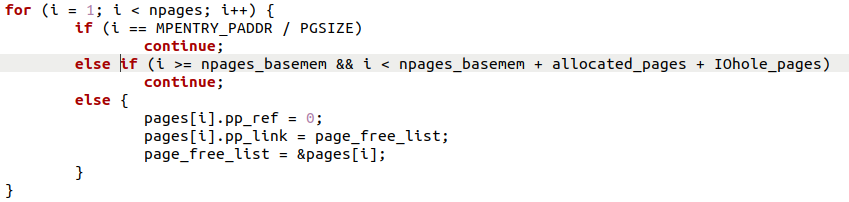 for (i = 1; i < npages; i++) {
        if (i == MPENTRY_PADDR / PGSIZE)
                continue;
        else if (i >= npages_basemem && i < npages_basemem + allocated_pages + IOhole_pages)
                continue;
        else {
                pages[i].pp_ref = 0;
                pages[i].pp_link = page_free_list;
                page_free_list = &pages[i];
        }
}